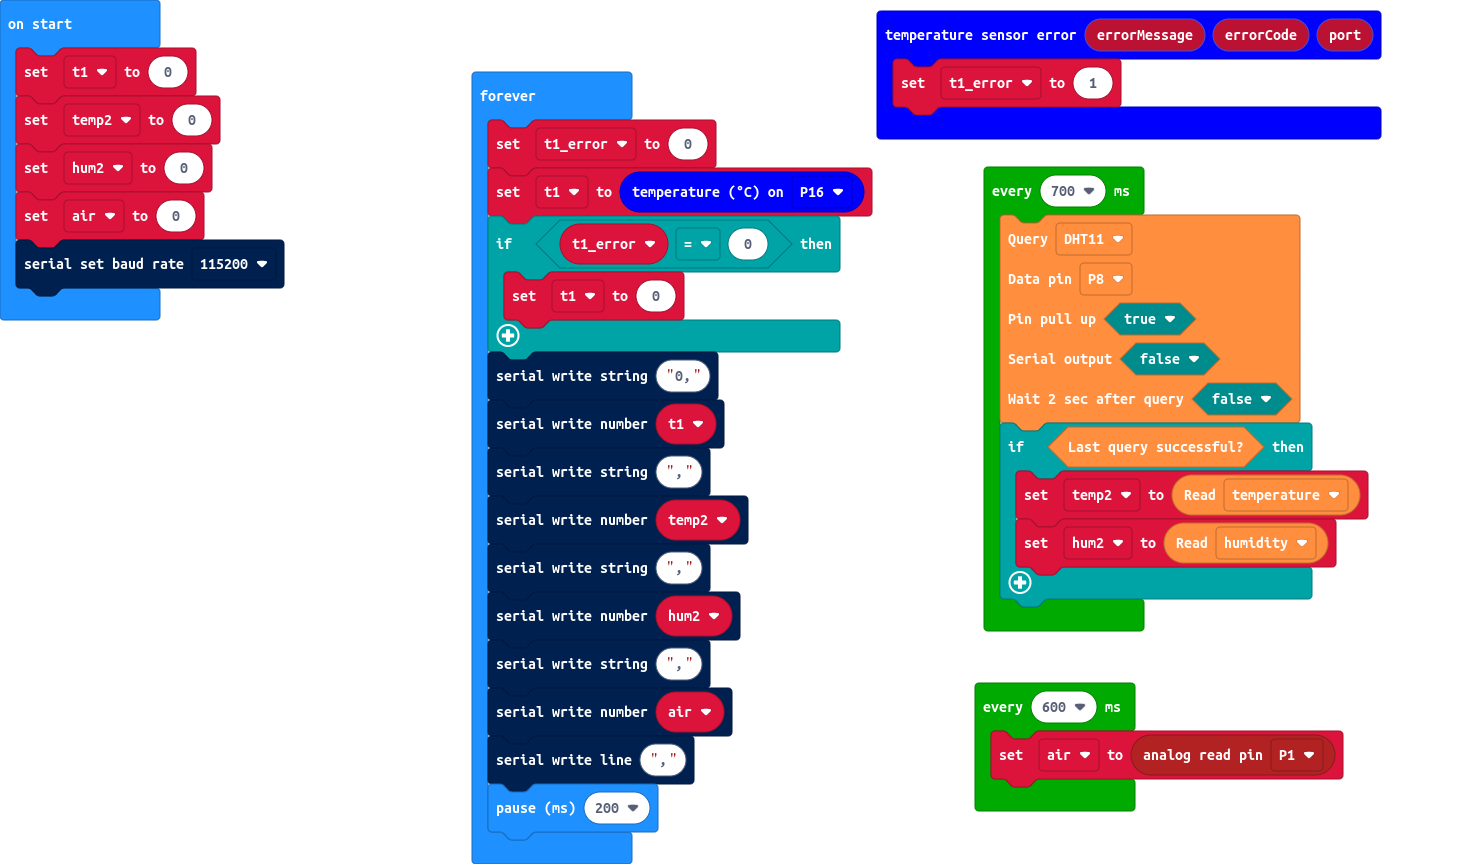 on start
set t1 to 0
set temp2 to 0
set hum2 to 0
set air to 0
serial set baud rate 115200
forever
set t1_error to 0
set t1 to temperature (°C) on P16
if t1_error = 0 then
set t1 to 0
serial write string "0,"
serial write number t1
serial write string ","
serial write number temp2
serial write string ","
serial write number hum2
serial write string ","
serial write number air
serial write line ","
pause (ms) 200
temperature sensor error errorMessage errorCode port
set t1_error to 1
every 700 ms
Query DHT11
Data pin P8
Pin pull up true
Serial output false
Wait 2 sec after query false
if Last query successful? then
set temp2 to Read temperature
set hum2 to Read humidity
every 600 ms
set air to analog read pin P1